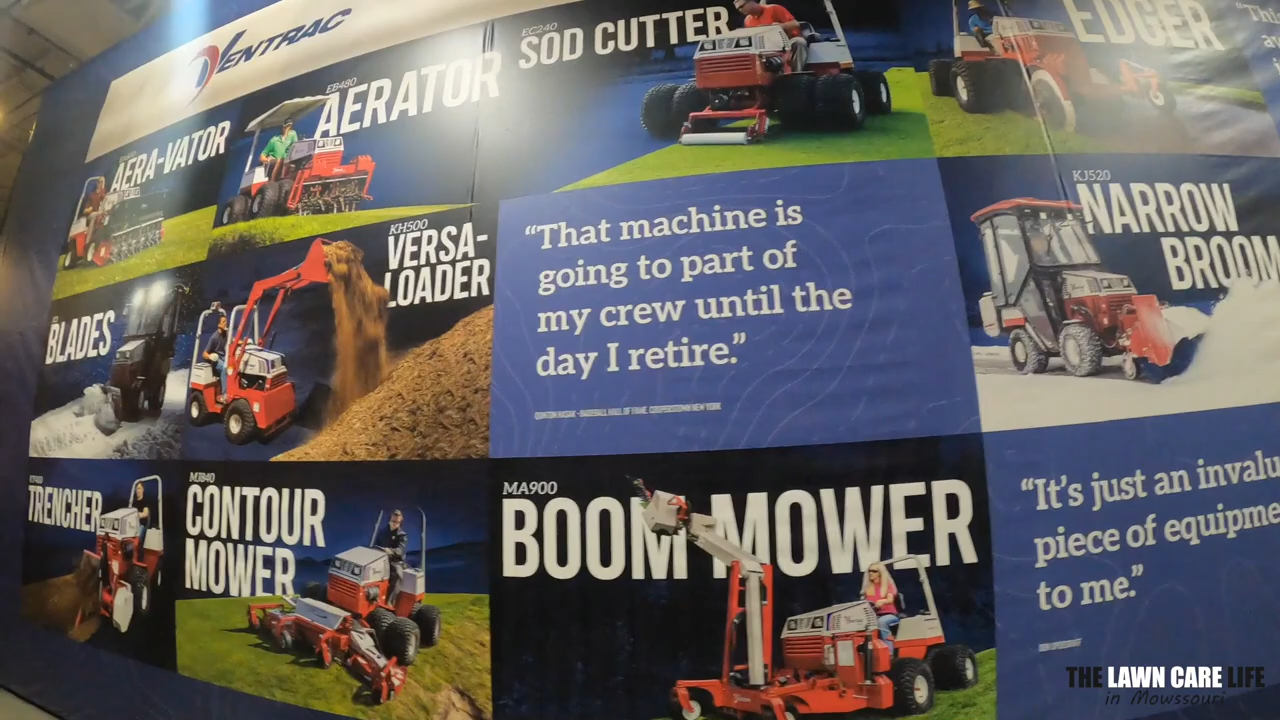 VENTRAC
EC240
SOD CUTTER
EDGER
EB480
AERATOR
AERA-VATOR
KH500
VERSA-
LOADER
"That machine is
going to part of
my crew until the
day I retire."
KJ520
NARROW
BROOM
BLADES
TRENCHER
MJ840
CONTOUR
MOWER
MA900
BOOM MOWER
"It's just an
piece of
to me."
THE LAWN CARE LIFE
in Mowssouri